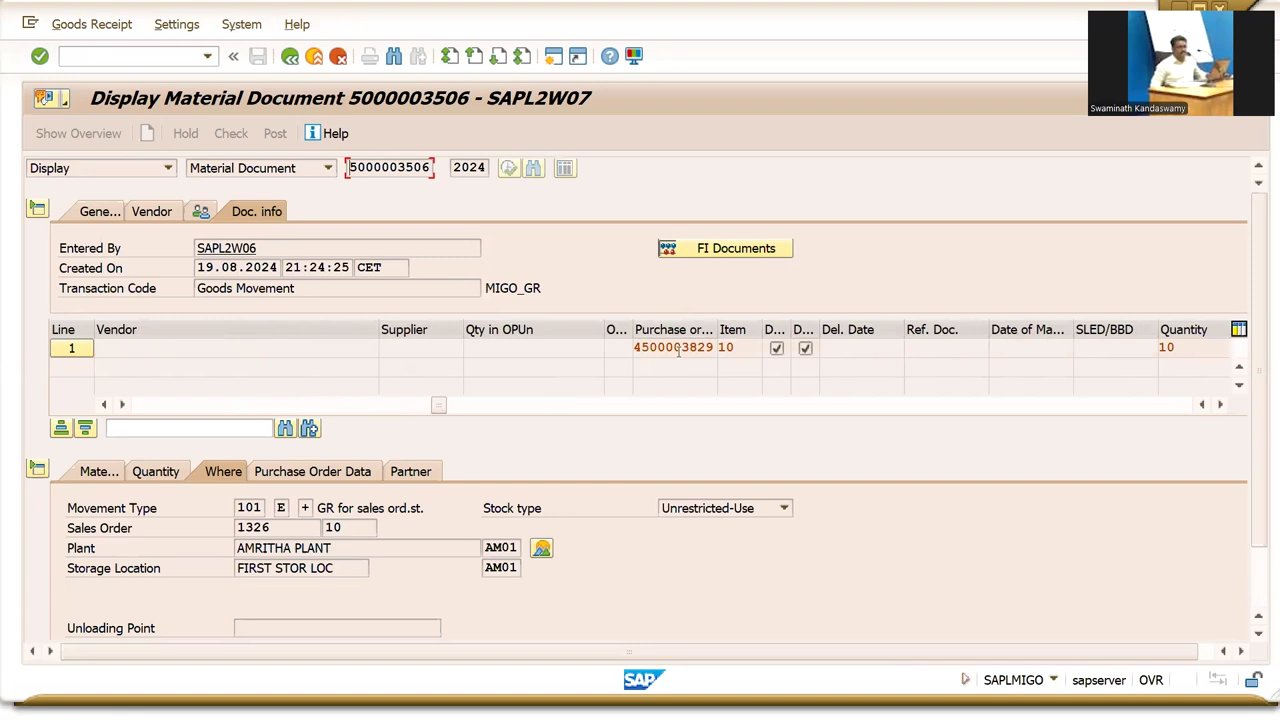 Goods Receipt Settings System Help
Display Material Document 5000003506 - SAPL2W07
Show Overview Hold Check Post Help
Display Material Document 5000003506 2024
Gene... Vendor Doc. info
Entered By SAPL2W06 FI Documents
Created On 19.08.2024 21:24:25 CET
Transaction Code Goods Movement MIGO_GR
Line Vendor Supplier Qty in OPUn O... Purchase or... Item D... D... Del. Date Ref. Doc. Date of Ma... SLED/BBD Quantity
1 4500003829 10 10
Mate... Quantity Where Purchase Order Data Partner
Movement Type 101 E + GR for sales ord.st. Stock type Unrestricted-Use
Sales Order 1326 10
Plant AMRITHA PLANT AM01
Storage Location FIRST STOR LOC AM01
Unloading Point
SAP SAPLMIGO sapserver OVR
Swaminath Kandaswamy